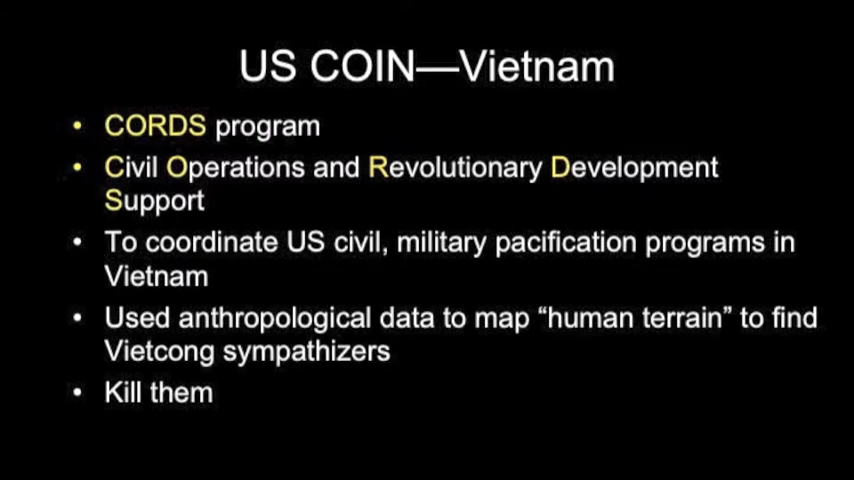 US COIN—Vietnam
• CORDS program
• Civil Operations and Revolutionary Development
Support
• To coordinate US civil, military pacification programs in
Vietnam
• Used anthropological data to map “human terrain” to find
Vietcong sympathizers
• Kill them